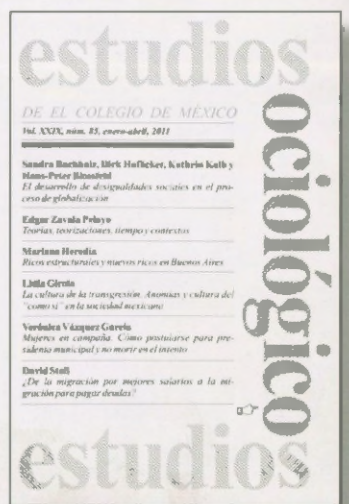 estudios
DE EL COLEGIO DE MÉXICO
Vol. XXIX, núm. 85, enero-abril, 2011
Sandra Buchholz, Dirk Hofäcker, Kathrin Kolb y
Hans-Peter Blossfeld
El desarrollo de desigualdades sociales en el pro-
ceso de globalización
Edgar Zavala Pelayo
Teorías, teorizaciones, tiempo y contextos
Mariana Heredia
Ricos estructurales y nuevos ricos en Buenos Aires
Lidia Girola
La cultura de la transgresión. Anomias y cultura del
"como si" en la sociedad mexicana
Verónica Vázquez García
Mujeres en campaña. Cómo postularse para pre-
sidenta municipal y no morir en el intento
David Stoll
¿De la migración por mejores salarios a la mi-
gración para pagar deudas?
ociológico
estudios